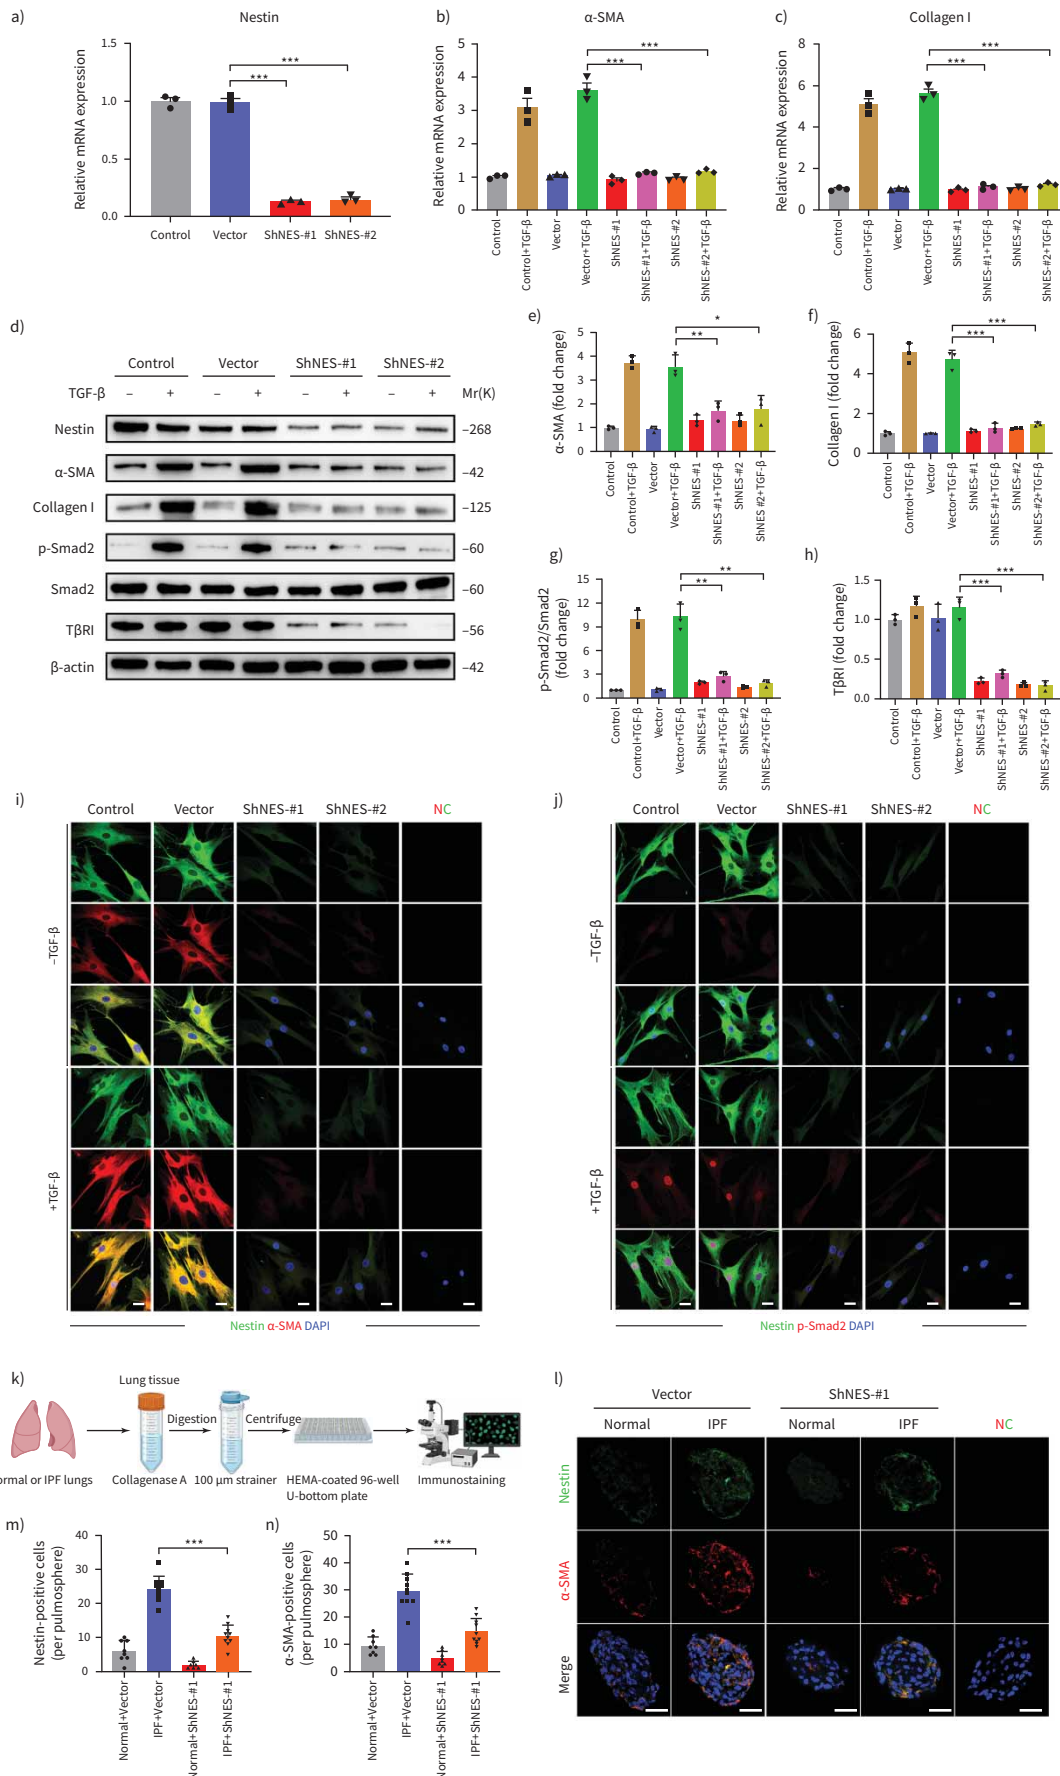 a)
Nestin
Relative mRNA expression
1.5
1.0
0.5
0.0
***
***
Control
Vector
ShNES-#1
ShNES-#2
b)
α-SMA
Relative mRNA expression
5
4
3
2
1
0
***
***
Control
Control+TGF-β
Vector
Vector+TGF-β
ShNES-#1
ShNES-#1+TGF-β
ShNES-#2
ShNES-#2+TGF-β
c)
Collagen I
Relative mRNA expression
8
6
4
2
0
***
***
Control
Control+TGF-β
Vector
Vector+TGF-β
ShNES-#1
ShNES-#1+TGF-β
ShNES-#2
ShNES-#2+TGF-β
d)
Control Vector ShNES-#1 ShNES-#2
TGF-β – + – + – + – + Mr(K)
Nestin –268
α-SMA –42
Collagen I –125
p-Smad2 –60
Smad2 –60
TβRI –56
β-actin –42
e)
α-SMA (fold change)
5
4
3
2
1
0
*
**
Control
Control+TGF-β
Vector
Vector+TGF-β
ShNES-#1
ShNES-#1+TGF-β
ShNES-#2
ShNES #2+TGF-β
f)
Collagen I (fold change)
6
4
2
0
***
***
Control
Control+TGF-β
Vector
Vector+TGF-β
ShNES-#1
ShNES-#1+TGF-β
ShNES-#2
ShNES-#2+TGF-β
g)
p-Smad2/Smad2
(fold change)
15
12
9
6
3
0
**
**
Control
Control+TGF-β
Vector
Vector+TGF-β
ShNES-#1
ShNES-#1+TGF-β
ShNES-#2
ShNES-#2+TGF-β
h)
TβRI (fold change)
1.5
1.0
0.5
0.0
***
***
Control
Control+TGF-β
Vector
Vector+TGF-β
ShNES-#1
ShNES-#1+TGF-β
ShNES-#2
ShNES-#2+TGF-β
i)
Control Vector ShNES-#1 ShNES-#2 NC
–TGF-β
+TGF-β
Nestin α-SMA DAPI
j)
Control Vector ShNES-#1 ShNES-#2 NC
–TGF-β
+TGF-β
Nestin p-Smad2 DAPI
k)
Lung tissue
Digestion Centrifuge
ormal or IPF lungs Collagenase A 100 μm strainer HEMA-coated 96-well Immunostaining
U-bottom plate
l)
Vector ShNES-#1
Normal IPF Normal IPF NC
Nestin
α-SMA
Merge
m)
Nestin-positive cells
(per pulmosphere)
40
30
20
10
0
***
Normal+Vector
IPF+Vector
Normal+ShNES-#1
IPF+ShNES-#1
n)
α-SMA-positive cells
(per pulmosphere)
50
40
30
20
10
0
***
Normal+Vector
IPF+Vector
Normal+ShNES-#1
IPF+ShNES-#1